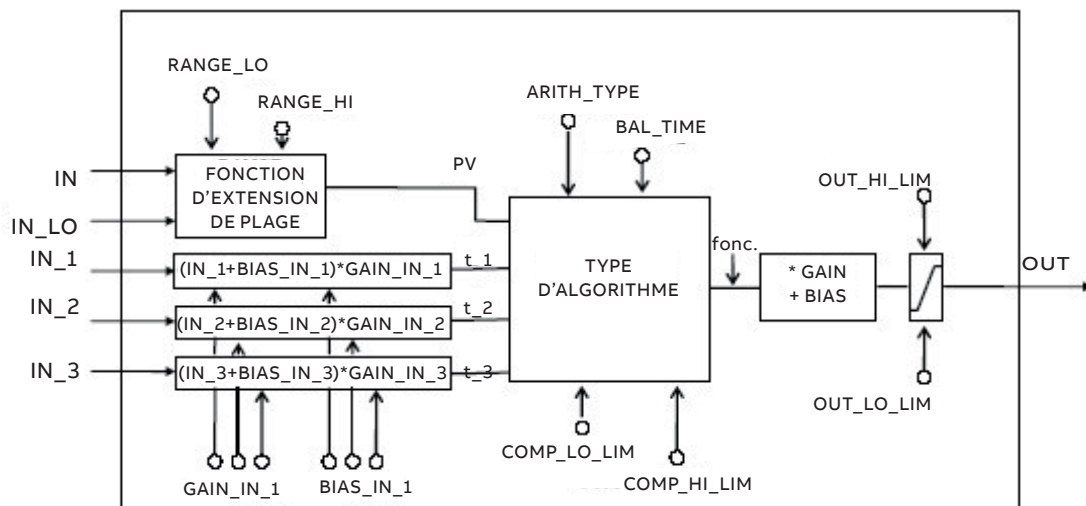 RANGE_LO
RANGE_HI
ARITH_TYPE
BAL_TIME
IN
FONCTION
D'EXTENSION
DE PLAGE
PV
OUT_HI_LIM
IN_LO
IN_1
(IN_1+BIAS_IN_1)*GAIN_IN_1
t_1
TYPE
D'ALGORITHME
fonc.
* GAIN
+ BIAS
OUT
IN_2
(IN_2+BIAS_IN_2)*GAIN_IN_2
t_2
IN_3
(IN_3+BIAS_IN_3)*GAIN_IN_3
t_3
OUT_LO_LIM
COMP_LO_LIM
COMP_HI_LIM
GAIN_IN_1
BIAS_IN_1